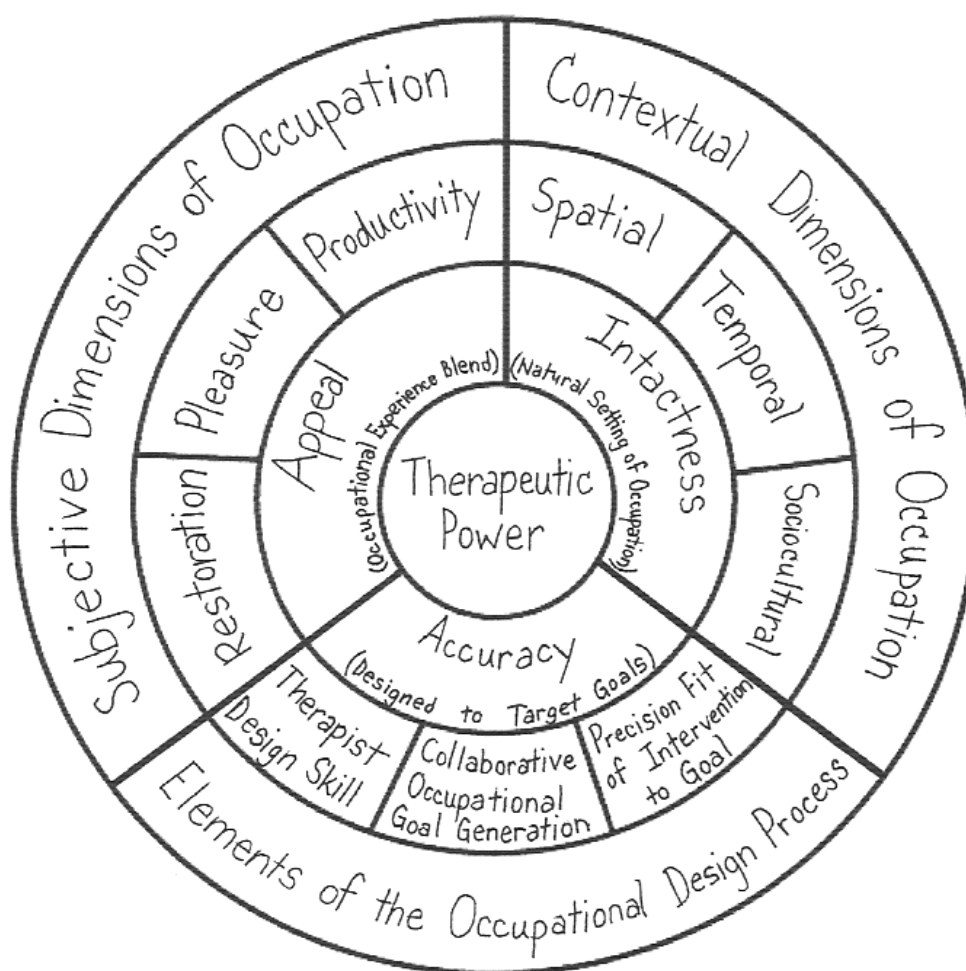 Subjective Dimensions of Occupation
Contextual Dimensions of Occupation
Elements of the Occupational Design Process
Restoration
Pleasure
Productivity
Spatial
Temporal
Sociocultural
Therapist
Design Skill
Collaborative
Occupational
Goal Generation
Precision Fit
of Intervention
to Goal
Appeal
(Occupational Experience Blend)
Intactness
(Natural Setting of Occupation)
Accuracy
(Designed to Target Goals)
Therapeutic
Power